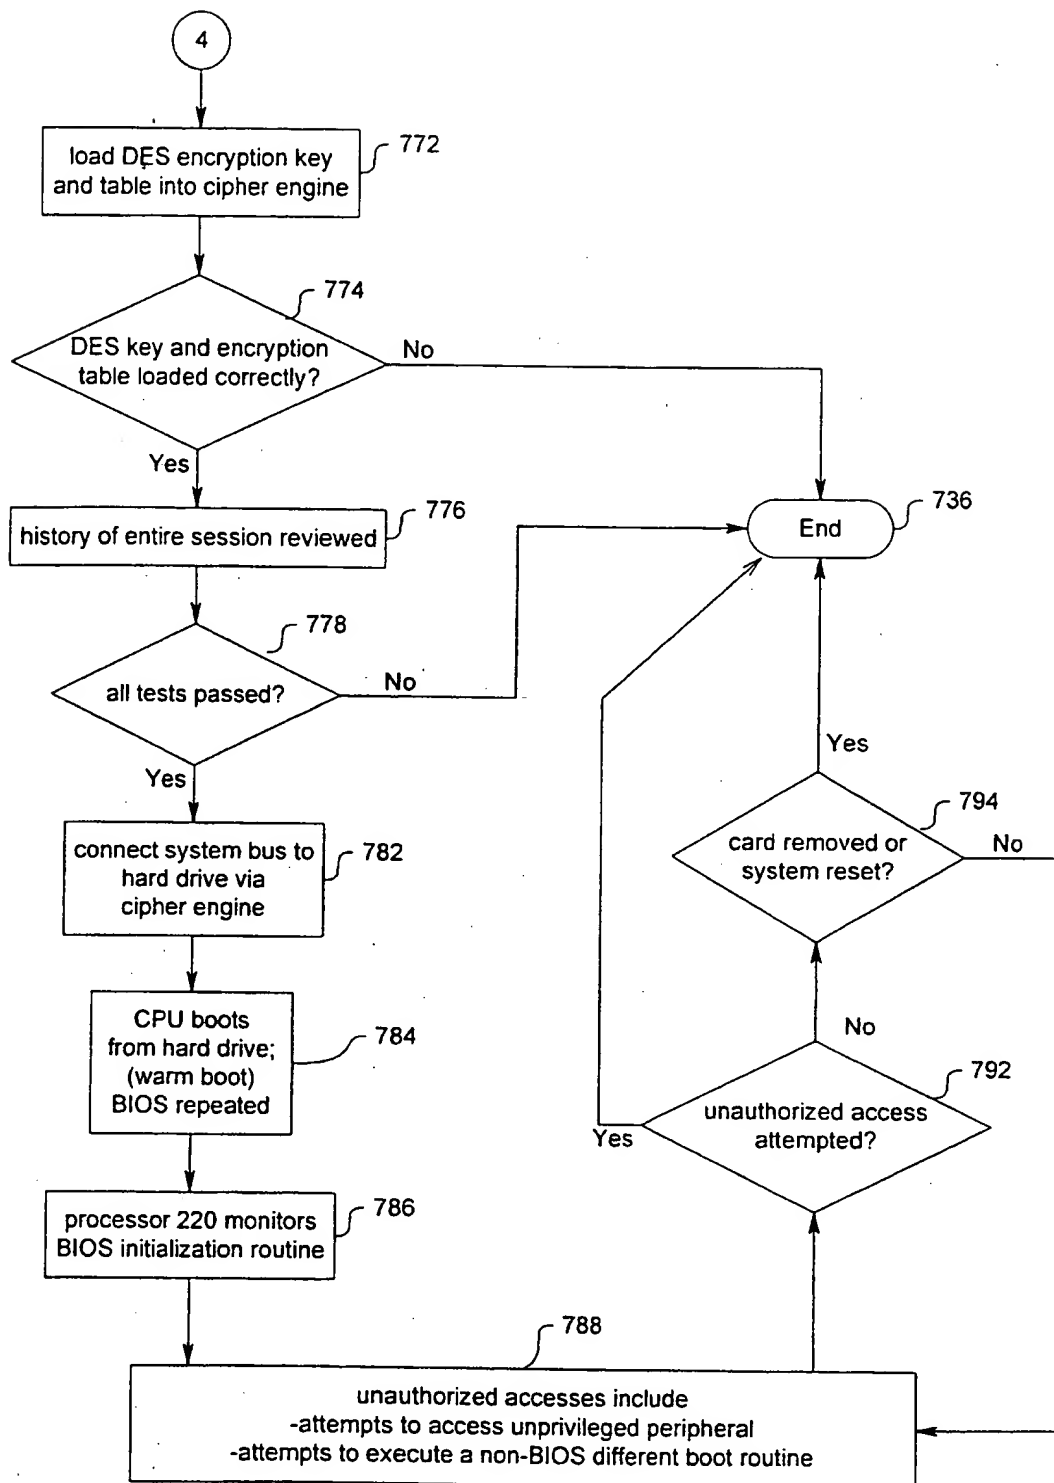 4
load DES encryption key
and table into cipher engine
772
774
DES key and encryption
table loaded correctly?
No
Yes
history of entire session reviewed
776
End
736
778
all tests passed?
No
Yes
Yes
794
card removed or
system reset?
No
connect system bus to
hard drive via
cipher engine
782
CPU boots
from hard drive;
(warm boot)
BIOS repeated
784
No
792
unauthorized access
attempted?
Yes
processor 220 monitors
BIOS initialization routine
786
788
unauthorized accesses include
-attempts to access unprivileged peripheral
-attempts to execute a non-BIOS different boot routine